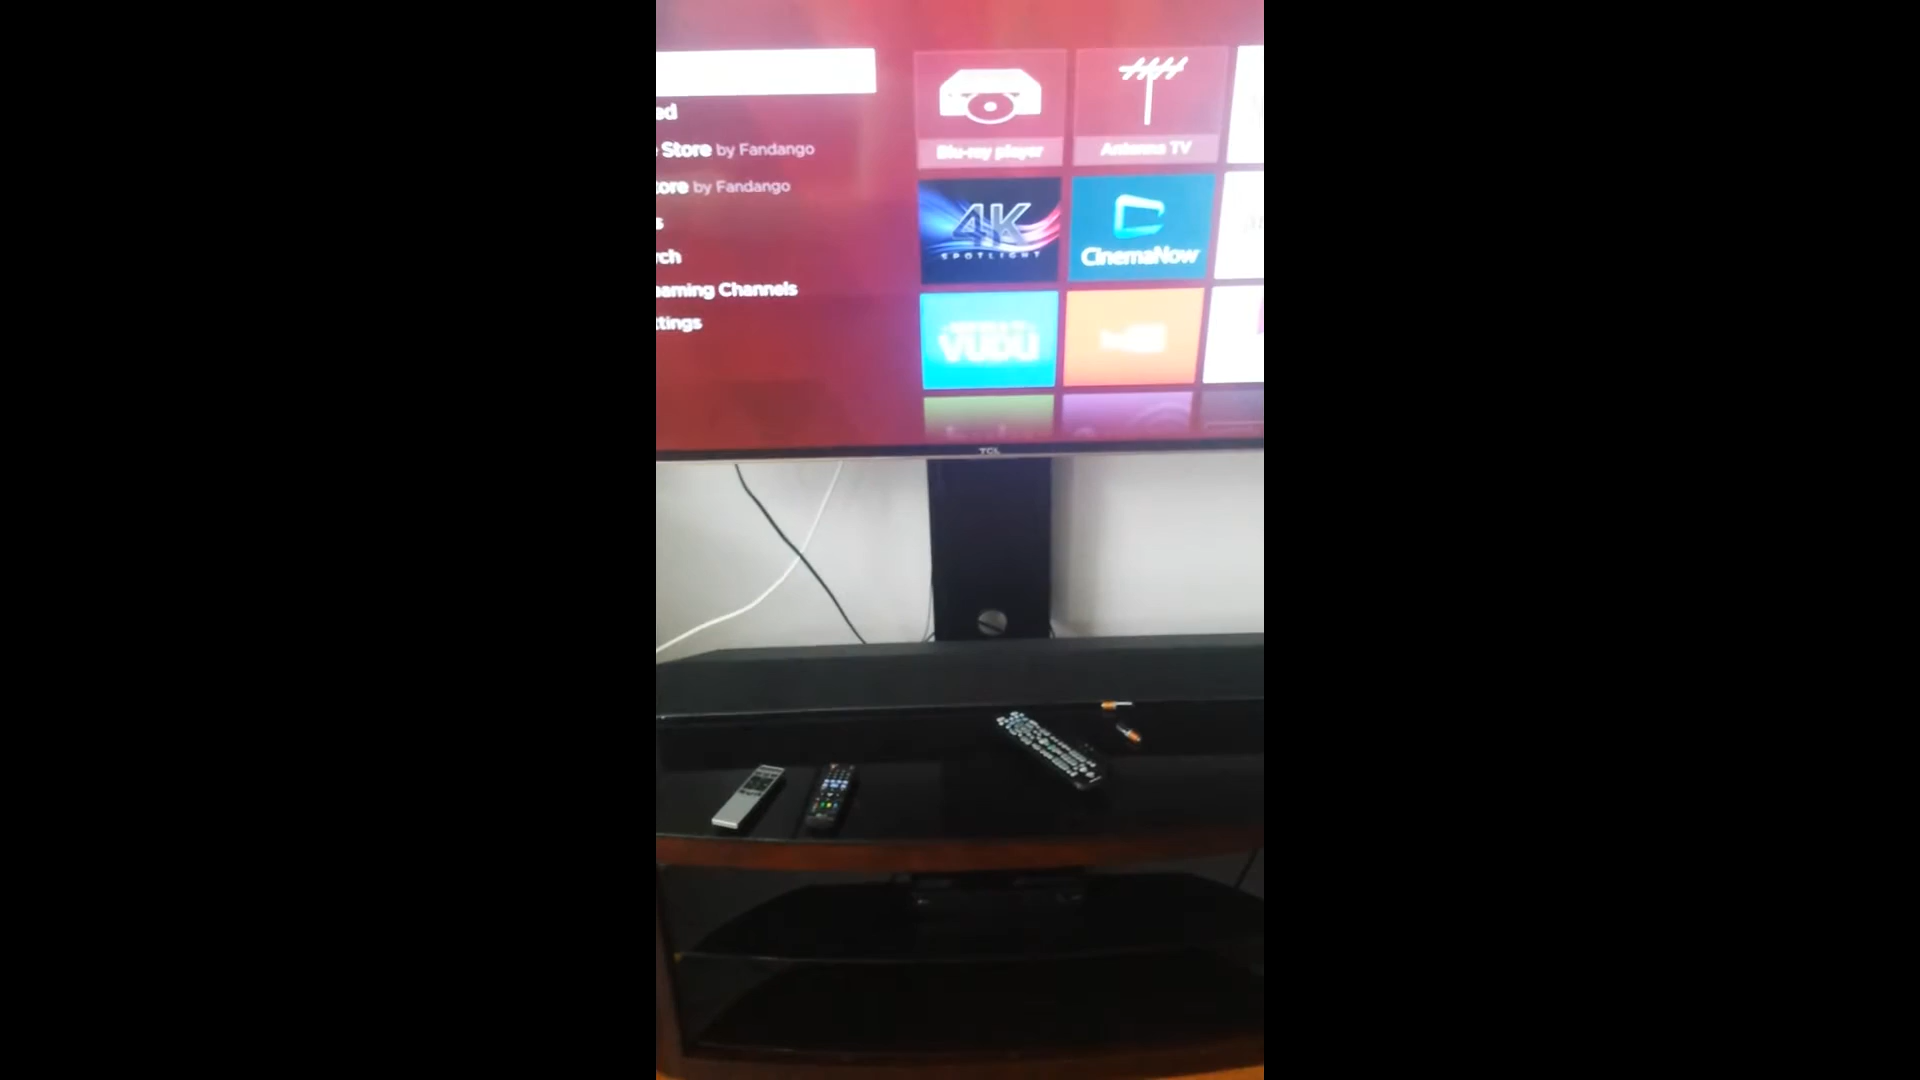 ed
Store by Fandango
ore by Fandango
s
rch
eaming Channels
ttings
Blu-ray player
Antenna TV
4K
SPOTLIGHT
CinemaNow
VUDU
TCL